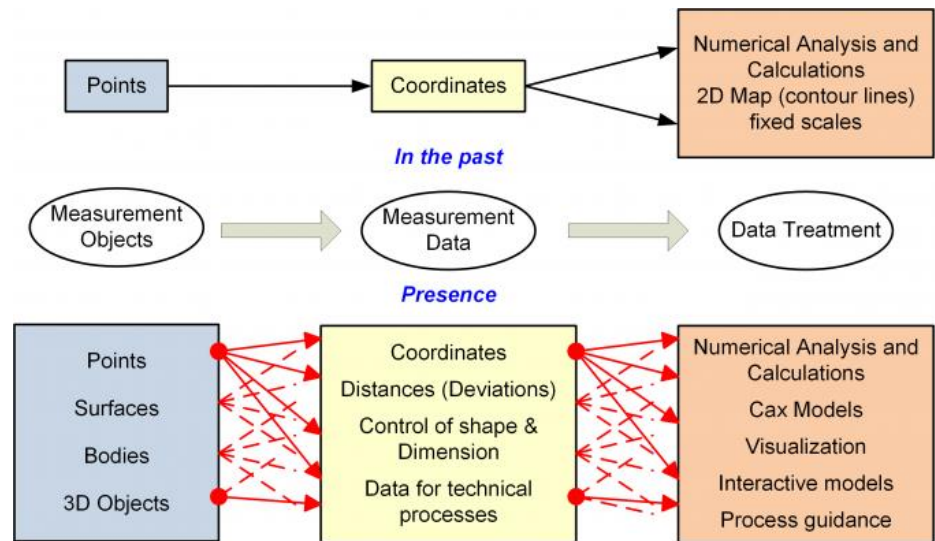 Points
Coordinates
Numerical Analysis and
Calculations
2D Map (contour lines)
fixed scales
In the past
Measurement
Objects
Measurement
Data
Data Treatment
Presence
Points
Surfaces
Bodies
3D Objects
Coordinates
Distances (Deviations)
Control of shape &
Dimension
Data for technical
processes
Numerical Analysis and
Calculations
Cax Models
Visualization
Interactive models
Process guidance